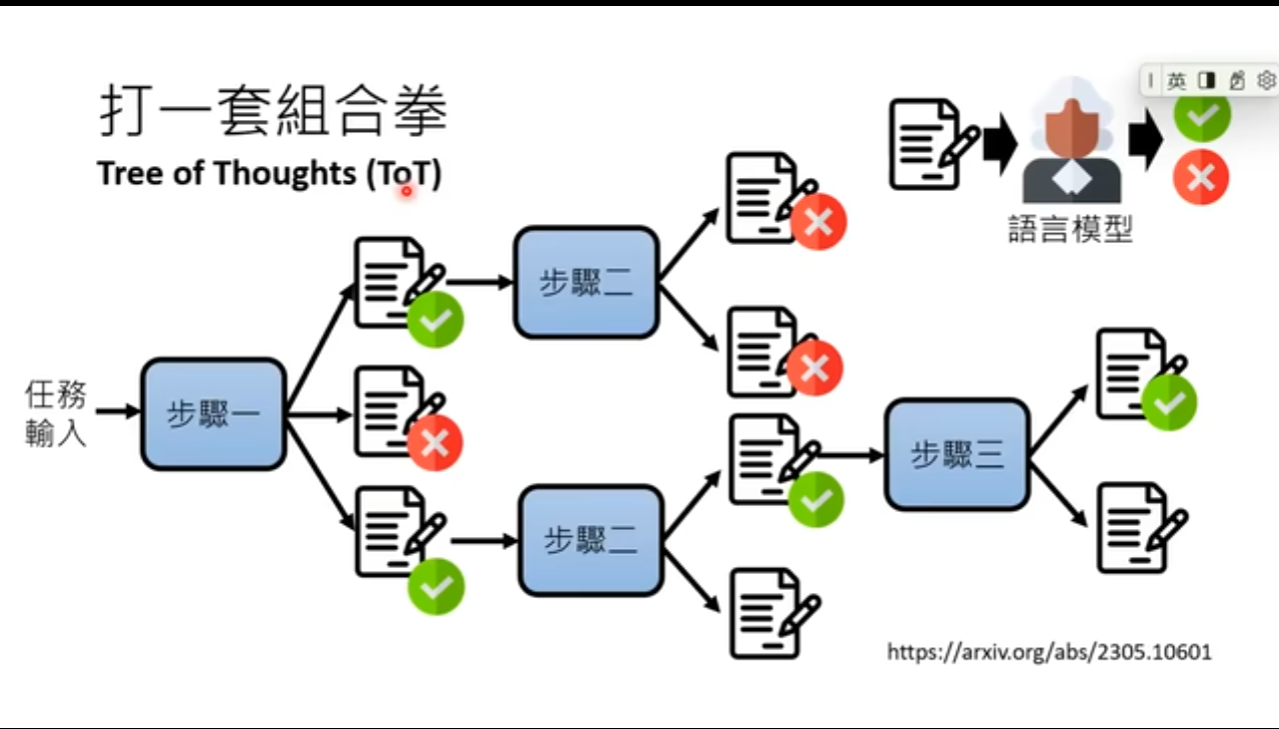 打一套組合拳
Tree of Thoughts (ToT)
英
語言模型
任務
輸入
步驟一
步驟二
步驟二
步驟三
https://arxiv.org/abs/2305.10601